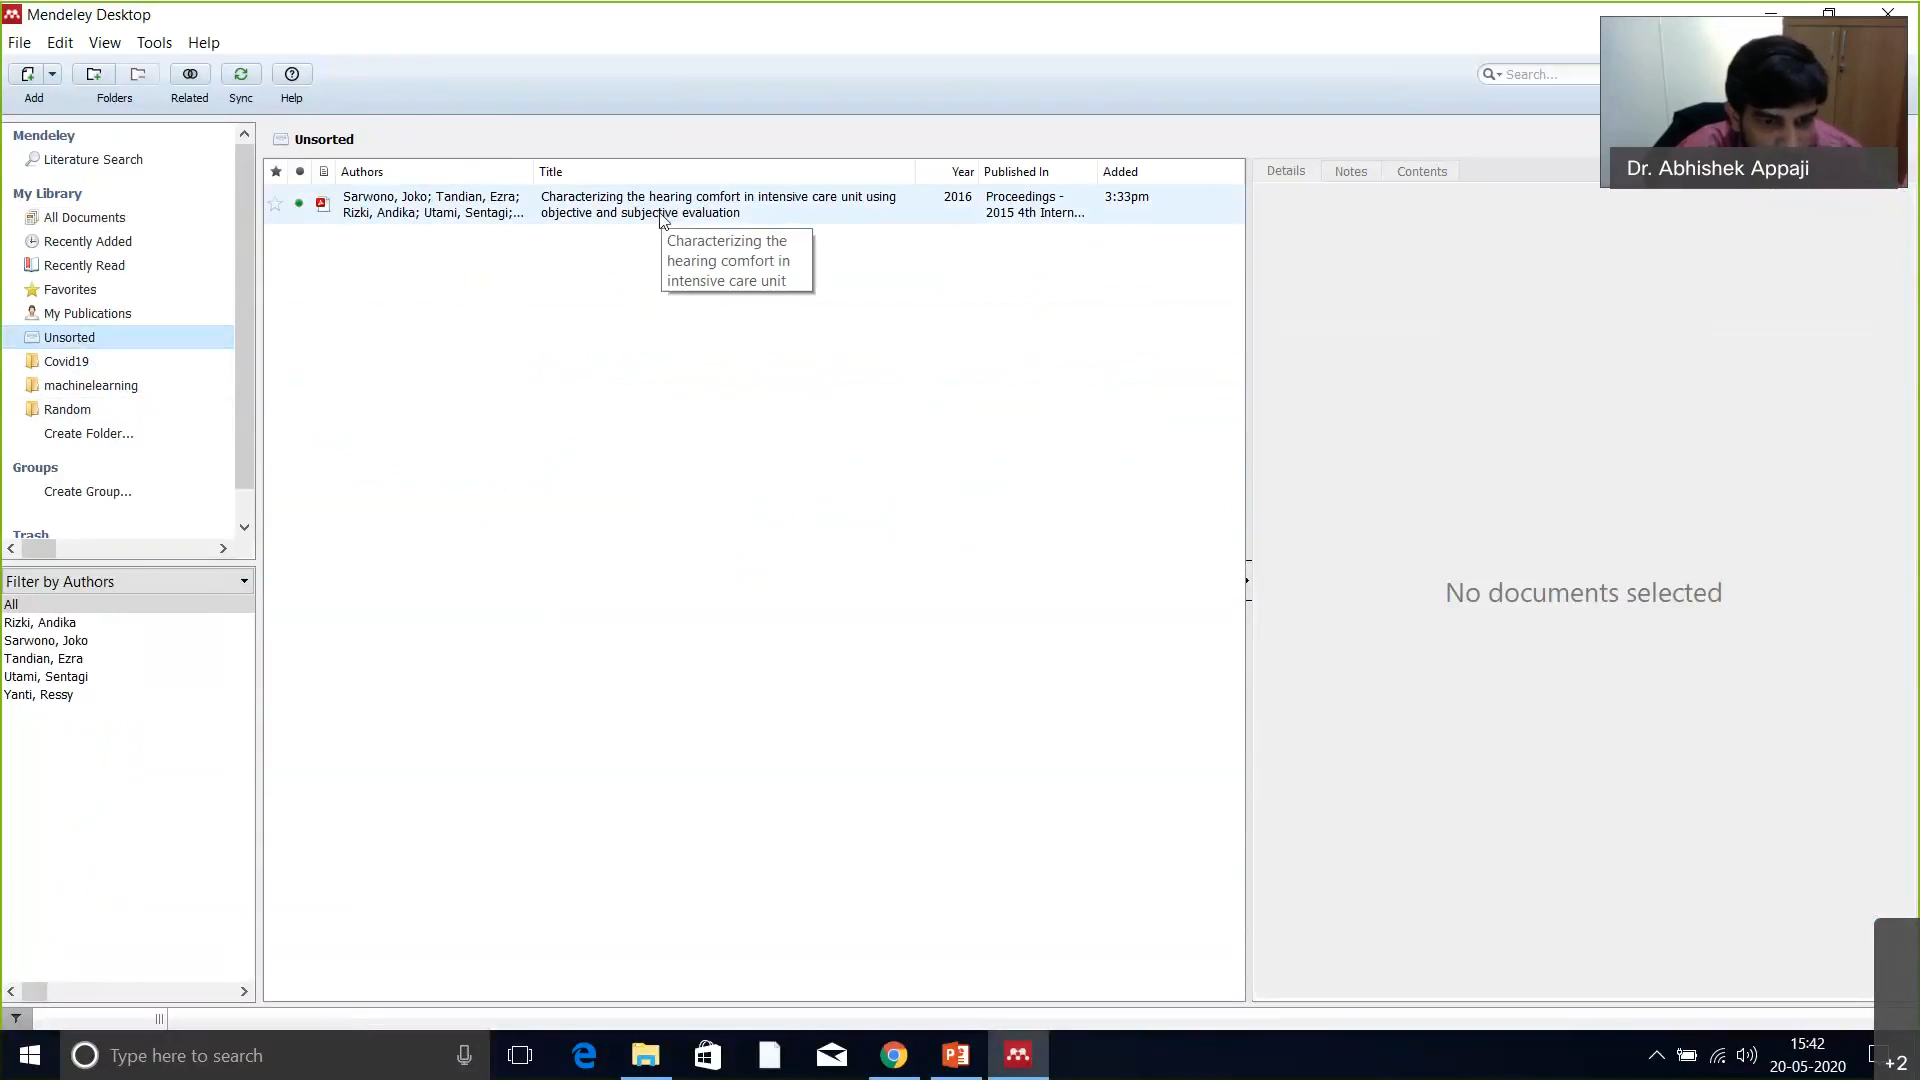 Mendeley Desktop
File Edit View Tools Help
Add Folders Related Sync Help
Search...
Dr. Abhishek Appaji
Mendeley
Literature Search
My Library
All Documents
Recently Added
Recently Read
Favorites
My Publications
Unsorted
Covid19
machinelearning
Random
Create Folder...
Groups
Create Group...
Trash
Filter by Authors
All
Rizki, Andika
Sarwono, Joko
Tandian, Ezra
Utami, Sentagi
Yanti, Ressy
Unsorted
Authors Title Year Published In Added
Sarwono, Joko; Tandian, Ezra; Characterizing the hearing comfort in intensive care unit using 2016 Proceedings - 3:33pm
Rizki, Andika; Utami, Sentagi;... objective and subjective evaluation 2015 4th Intern...
Characterizing the
hearing comfort in
intensive care unit
Details Notes Contents
No documents selected
Type here to search
15:42
20-05-2020
+2